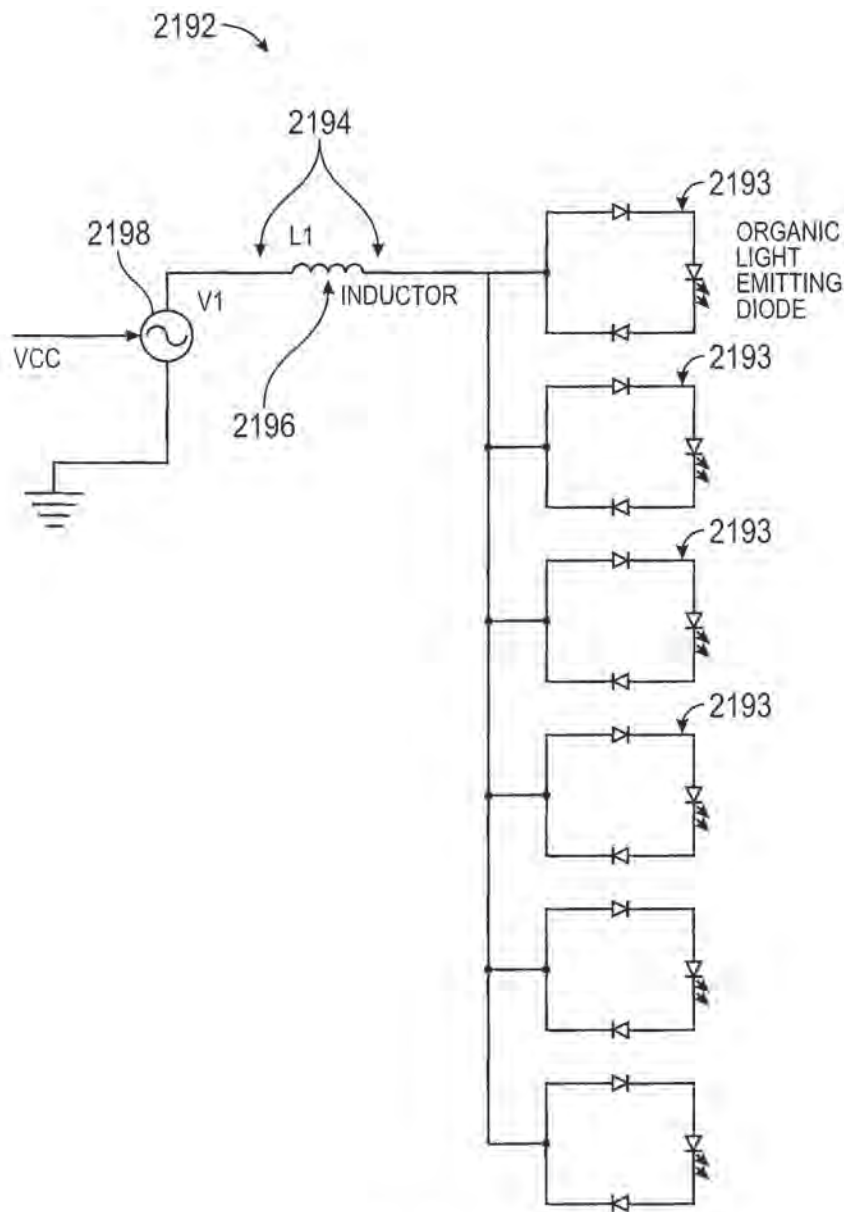 2192
2194
2193
2198
L1
ORGANIC
LIGHT
EMITTING
DIODE
V1
INDUCTOR
VCC
2193
2196
2193
2193